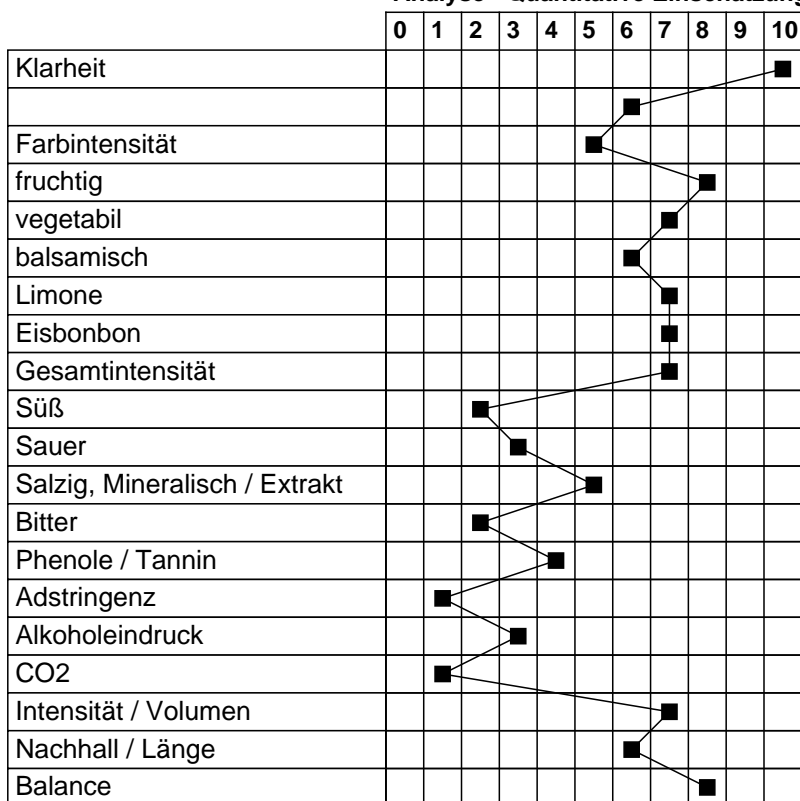 0 1 2 3 4 5 6 7 8 9 10
Klarheit
Farbintensität
fruchtig
vegetabil
balsamisch
Limone
Eisbonbon
Gesamtintensität
Süß
Sauer
Salzig, Mineralisch / Extrakt
Bitter
Phenole / Tannin
Adstringenz
Alkoholeindruck
CO2
Intensität / Volumen
Nachhall / Länge
Balance